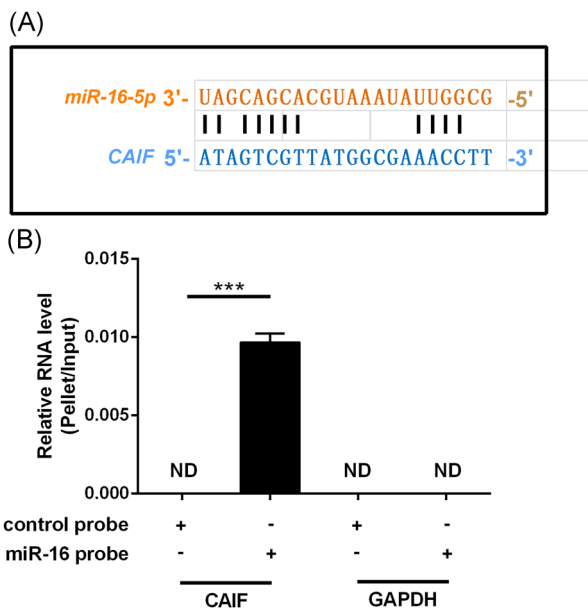 (A)
miR-16-5p 3'- UAGCAGCACGUAAAUAUUGGCG -5'
CAIF 5'- ATAGTCGTTATGGCGAAACCTT -3'
(B)
Relative RNA level
(Pellet/Input)
0.015
***
0.010
0.005
ND ND ND
0.000
control probe + - + -
miR-16 probe - + - +
CAIF GAPDH